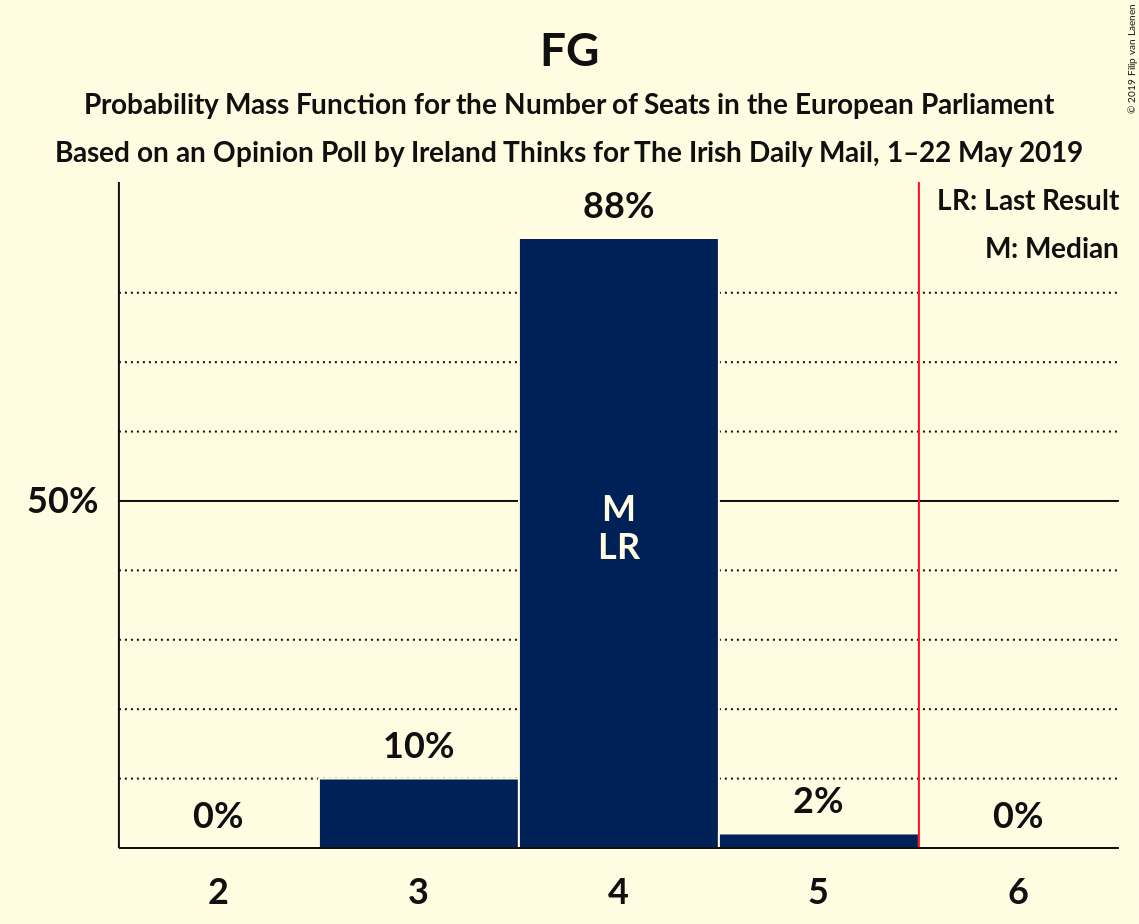 FG
Probability Mass Function for the Number of Seats in the European Parliament
Based on an Opinion Poll by Ireland Thinks for The Irish Daily Mail, 1–22 May 2019
© 2019 Filip van Laenen
LR: Last Result
M: Median
88%
50%
M
LR
10%
2%
0%
0%
2
3
4
5
6